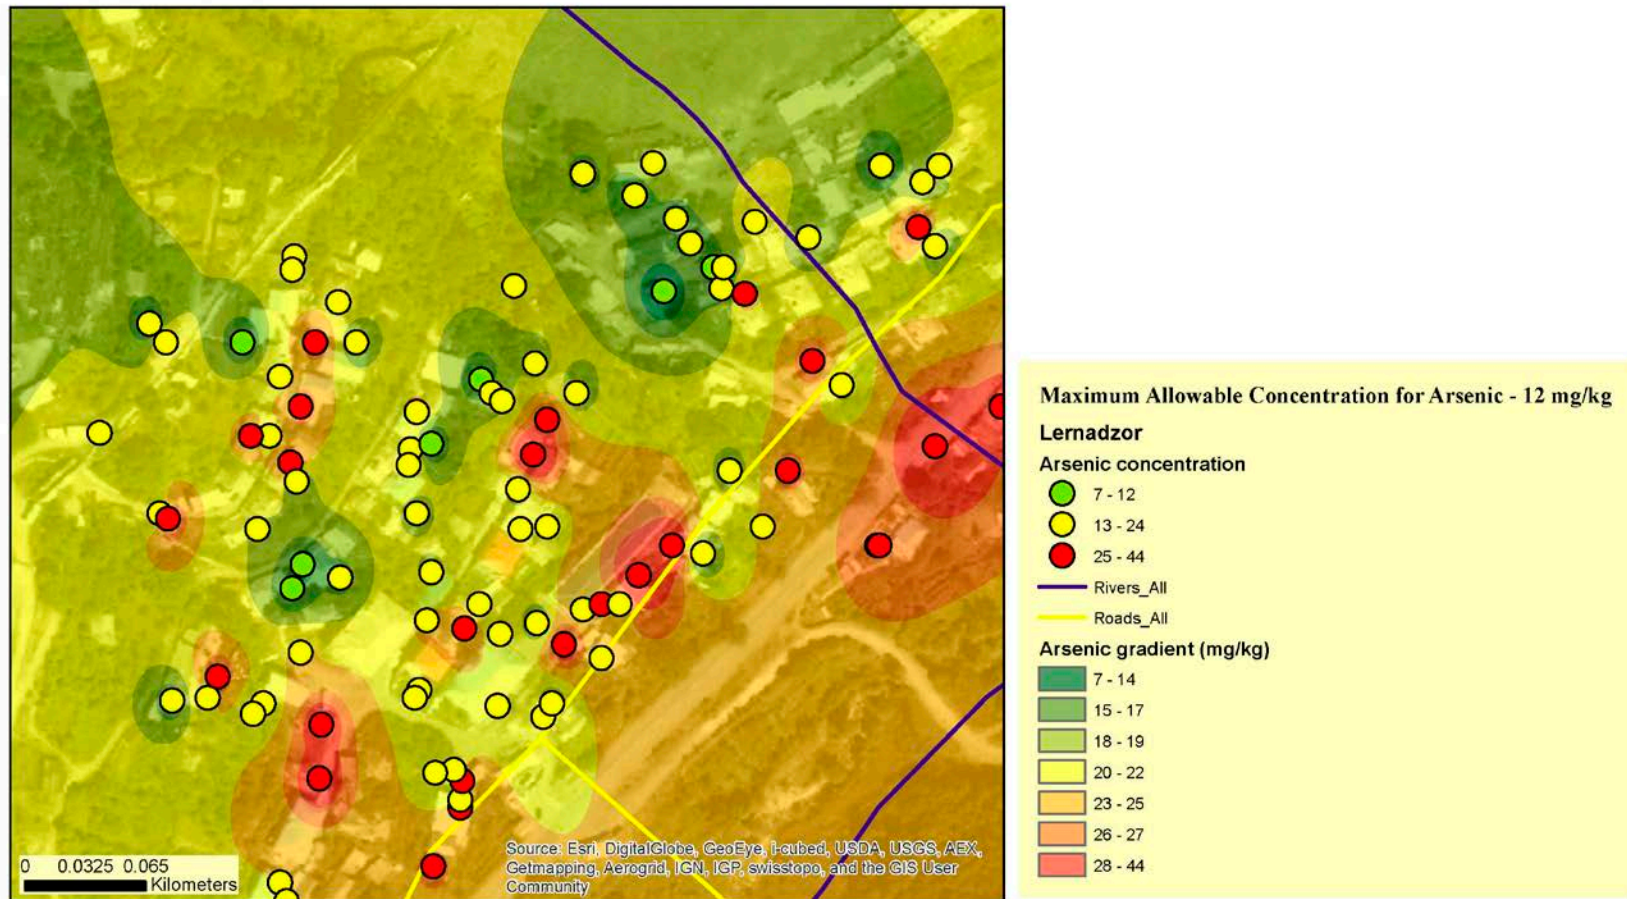 0 0.0325 0.065
Kilometers
Source: Esri, DigitalGlobe, GeoEye, i-cubed, USDA, USGS, AEX,
Getmapping, Aerogrid, IGN, IGP, swisstopo, and the GIS User
Community
Maximum Allowable Concentration for Arsenic - 12 mg/kg
Lernadzor
Arsenic concentration
7 - 12
13 - 24
25 - 44
Rivers_All
Roads_All
Arsenic gradient (mg/kg)
7 - 14
15 - 17
18 - 19
20 - 22
23 - 25
26 - 27
28 - 44